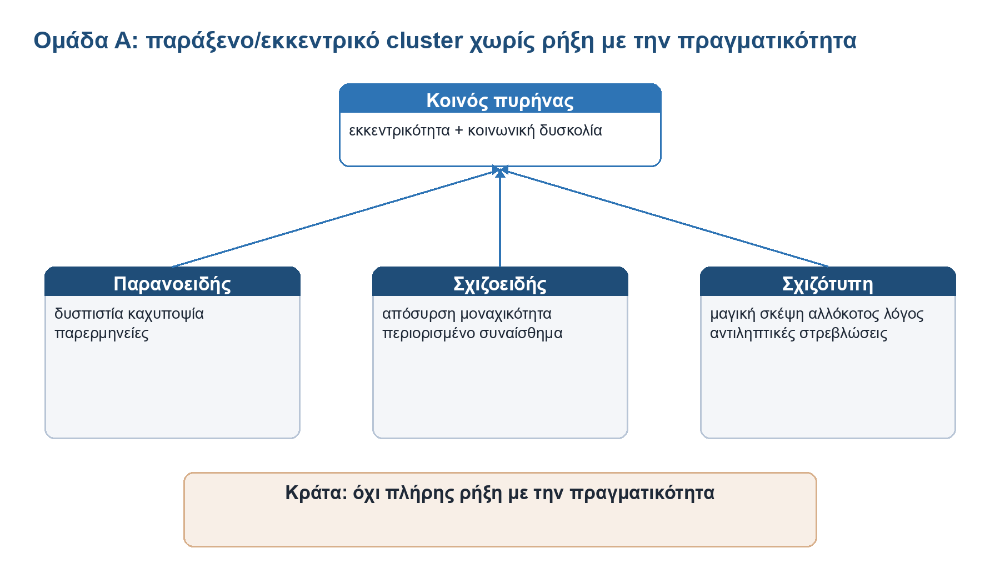 Ομάδα Α: παράξενο/εκκεντρικό cluster χωρίς ρήξη με την πραγματικότητα
Κοινός πυρήνας
εκκεντρικότητα + κοινωνική δυσκολία
Παρανοειδής
δυσπιστία καχυποψία
παρερμηνείες
Σχιζοειδής
απόσυρση μοναχικότητα
περιορισμένο συναίσθημα
Σχιζότυπη
μαγική σκέψη αλλόκοτος λόγος
αντιληπτικές στρεβλώσεις
Κράτα: όχι πλήρης ρήξη με την πραγματικότητα